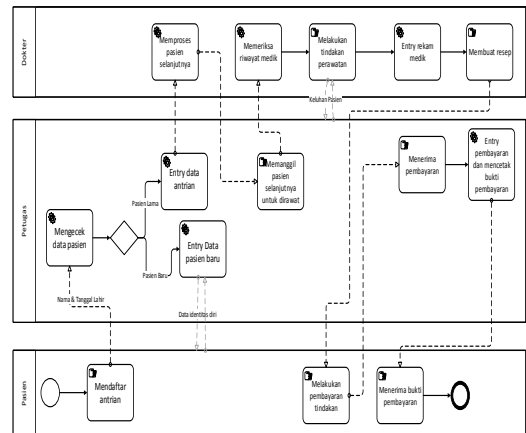 Dokter
Memproses
pasien
selanjutnya
Memeriksa
riwayat medik
Melakukan
tindakan
perawatan
Entry rekam
medik
Membuat resep
Keluhan Pasien
Petugas
Mengecek
data pasien
Pasien Lama
Entry data
antrian
Pasien Baru
Entry Data
pasien baru
Memanggil
pasien
selanjutnya
untuk dirawat
Menerima
pembayaran
Entry
pembayaran
dan mencetak
bukti
pembayaran
Nama & Tanggal Lahir
Data identitas diri
Pasien
Mendaftar
antrian
Melakukan
pembayaran
tindakan
Menerima bukti
pembayaran